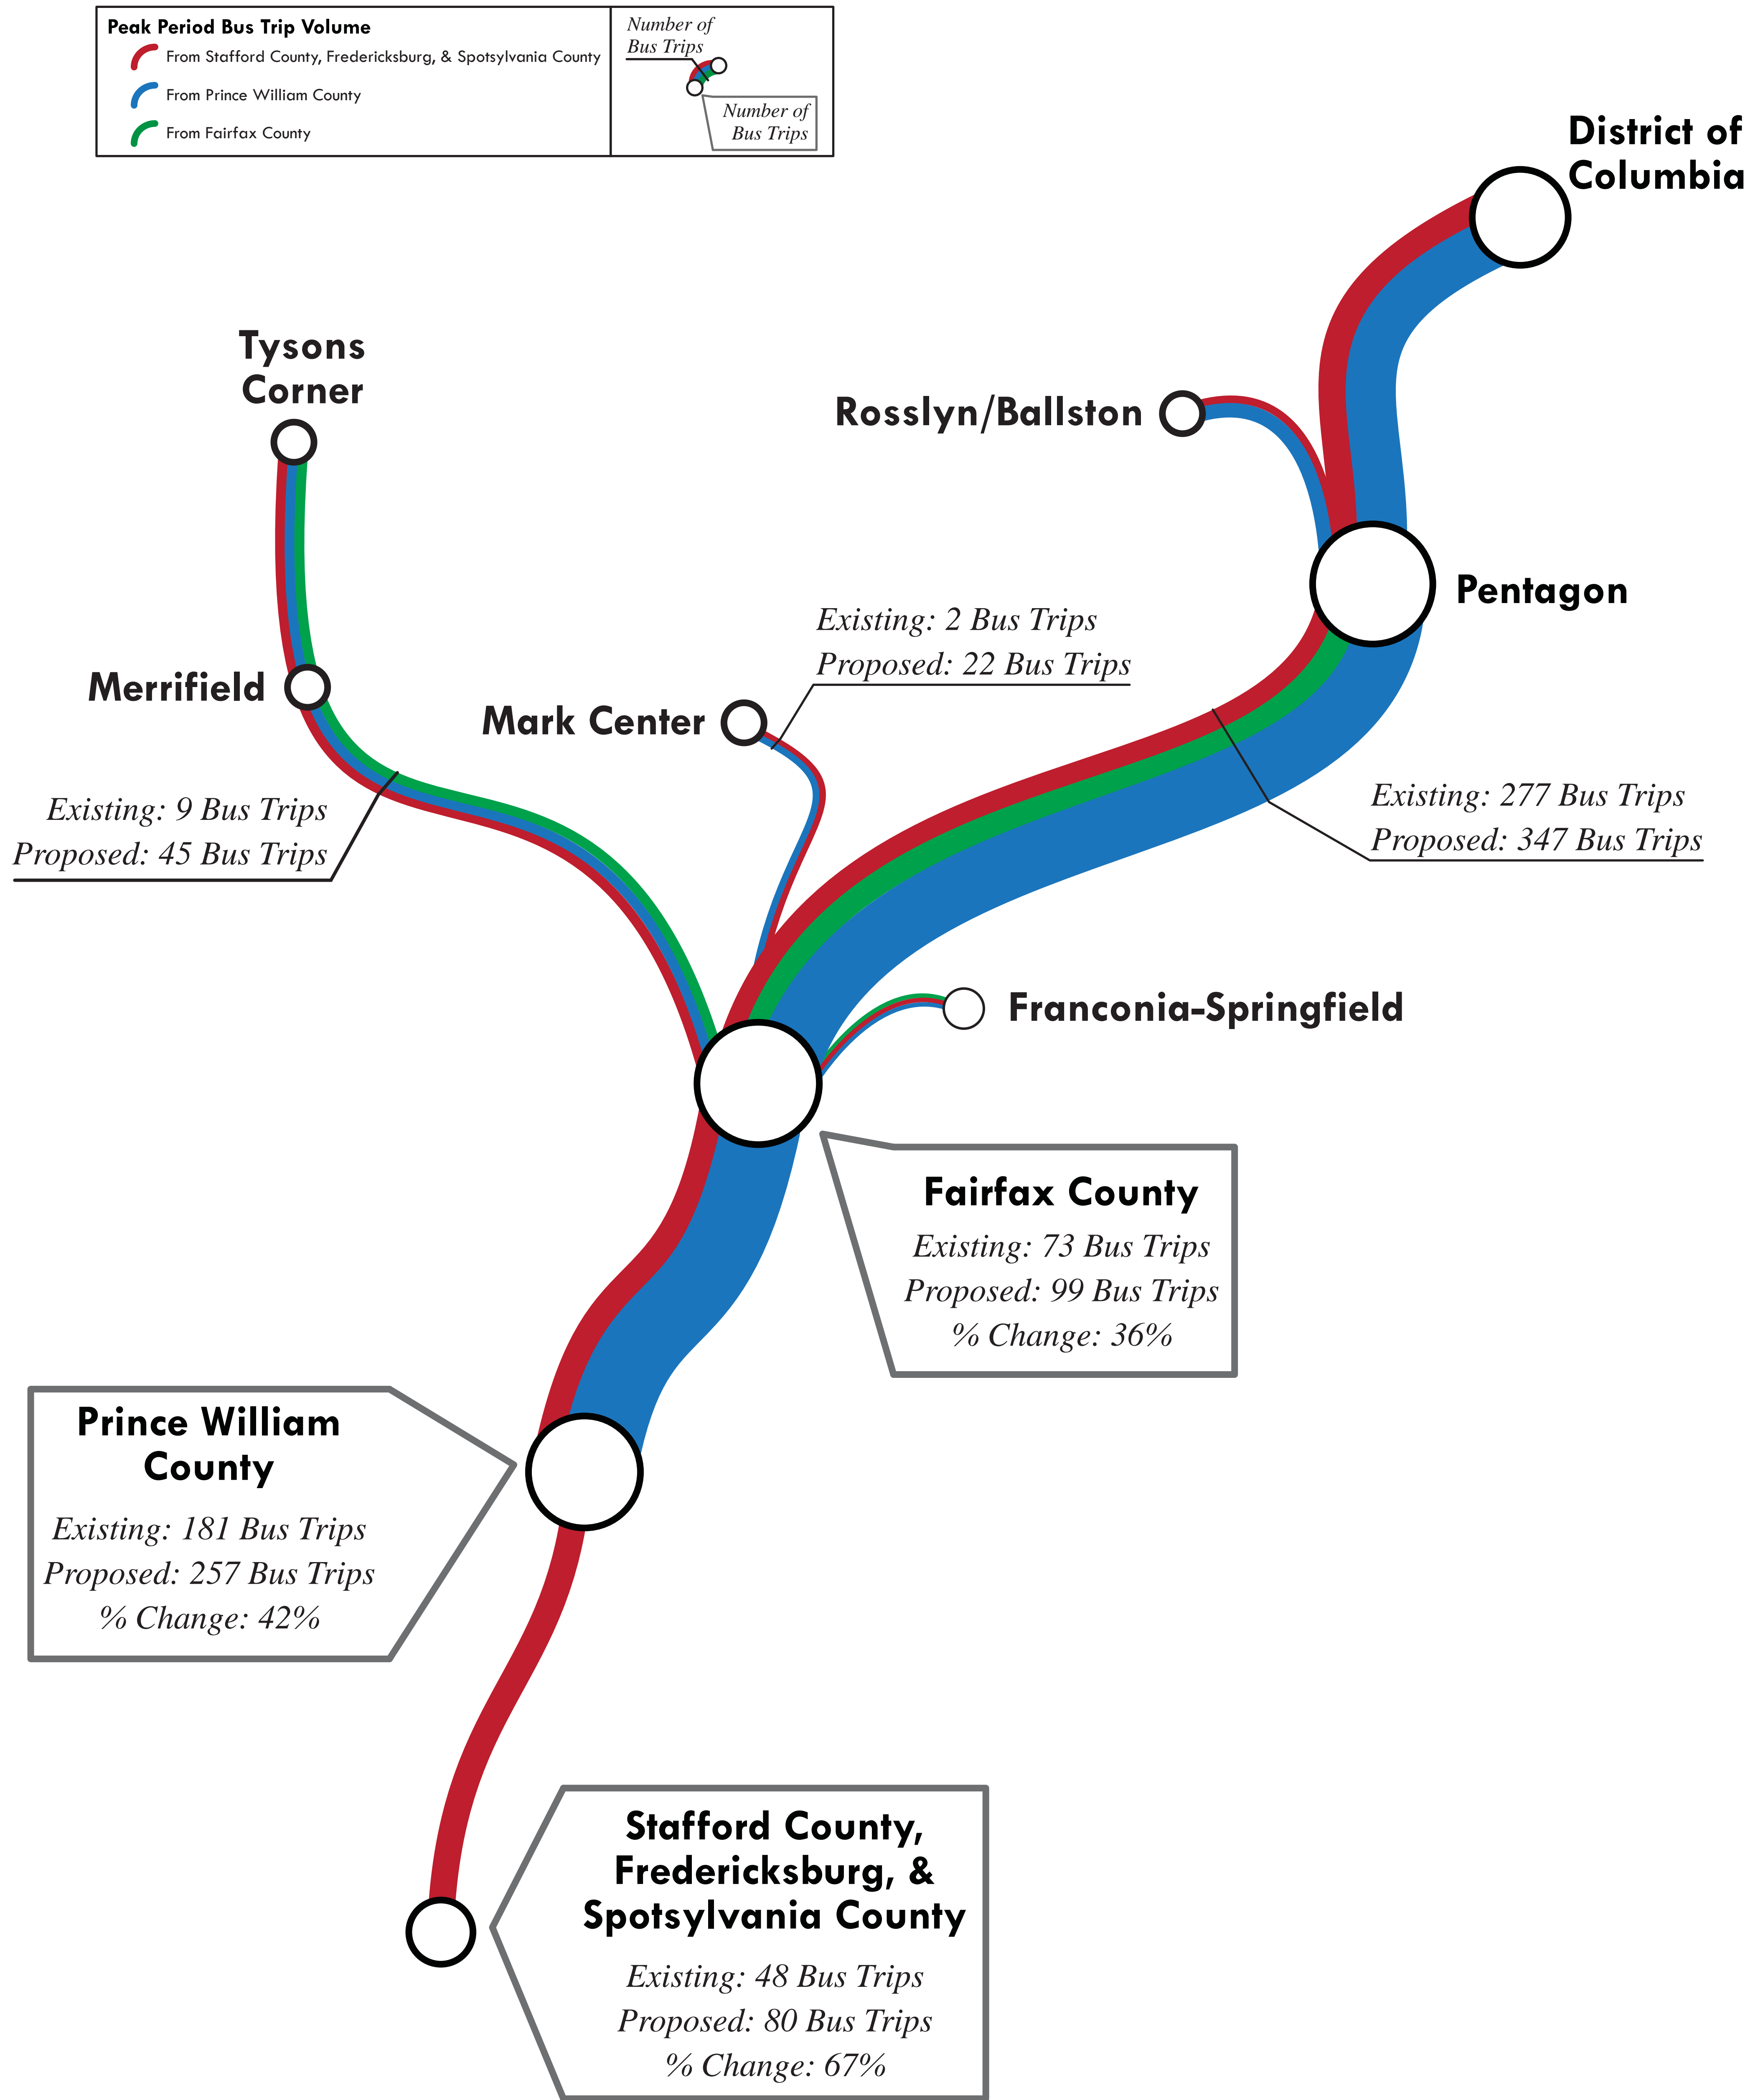 Peak Period Bus Trip Volume
From Stafford County, Fredericksburg, & Spotsylvania County
From Prince William County
From Fairfax County
Number of
Bus Trips
Number of
Bus Trips
District of
Columbia
Tysons
Corner
Rosslyn/Ballston
Pentagon
Existing: 2 Bus Trips
Proposed: 22 Bus Trips
Merrifield
Mark Center
Existing: 9 Bus Trips
Proposed: 45 Bus Trips
Existing: 277 Bus Trips
Proposed: 347 Bus Trips
Franconia-Springfield
Fairfax County
Existing: 73 Bus Trips
Proposed: 99 Bus Trips
% Change: 36%
Prince William
County
Existing: 181 Bus Trips
Proposed: 257 Bus Trips
% Change: 42%
Stafford County,
Fredericksburg, &
Spotsylvania County
Existing: 48 Bus Trips
Proposed: 80 Bus Trips
% Change: 67%